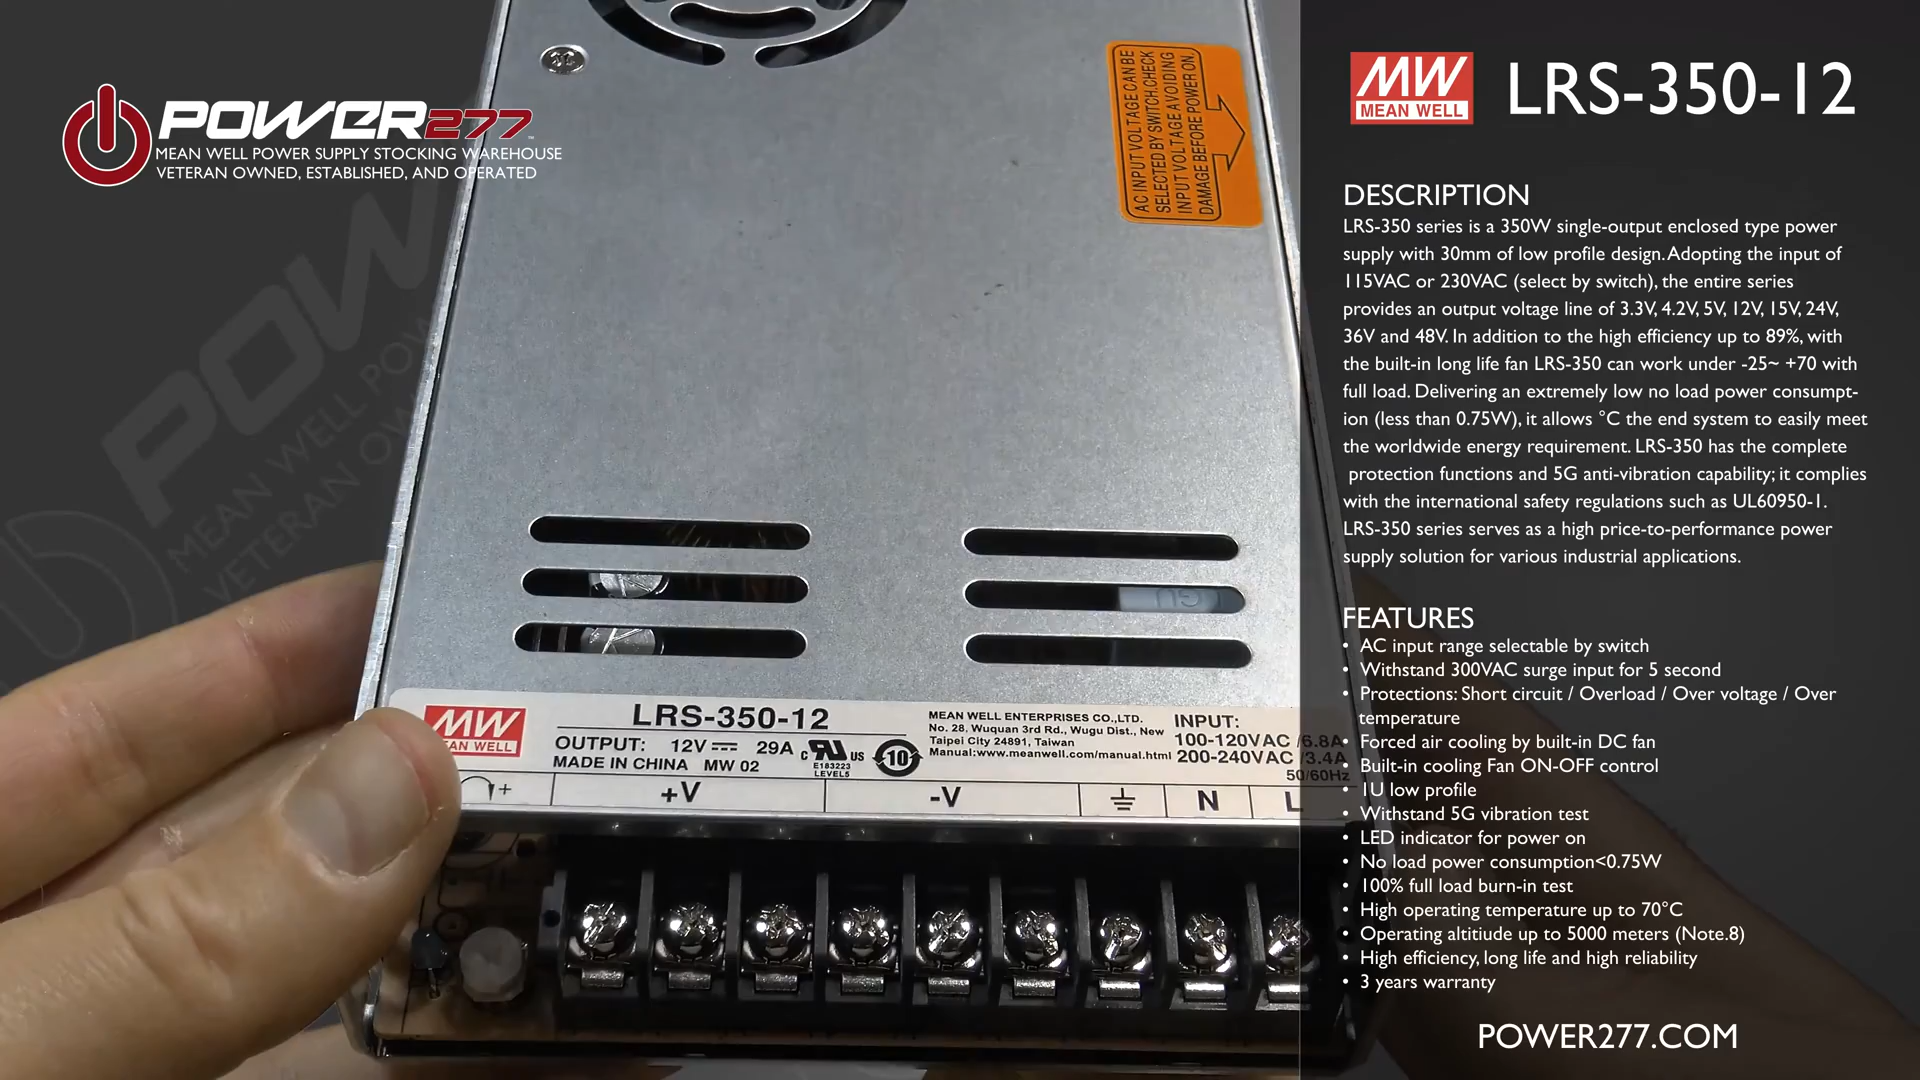 POWER277
MEAN WELL POWER SUPPLY STOCKING WAREHOUSE
VETERAN OWNED, ESTABLISHED, AND OPERATED
AC INPUT VOLTAGE CAN BE
SELECTED BY SWITCH.CHECK
INPUT VOLTAGE AVOIDING
DAMAGE BEFORE POWER ON.
MW
MEAN WELL
LRS-350-12
OUTPUT: 12V 29A
MADE IN CHINA MW 02
c RU US
E183223
LEVEL5
10
MEAN WELL ENTERPRISES CO.,LTD.
No. 28, Wuquan 3rd Rd., Wugu Dist., New
Taipei City 24891, Taiwan
Manual:www.meanwell.com/manual.html
INPUT:
100-120VAC /6.8A
200-240VAC /3.4A
50/60Hz
+ +V -V N L
MW
MEAN WELL
LRS-350-12
DESCRIPTION
LRS-350 series is a 350W single-output enclosed type power
supply with 30mm of low profile design. Adopting the input of
115VAC or 230VAC (select by switch), the entire series
provides an output voltage line of 3.3V, 4.2V, 5V, 12V, 15V, 24V,
36V and 48V. In addition to the high efficiency up to 89%, with
the built-in long life fan LRS-350 can work under -25~ +70 with
full load. Delivering an extremely low no load power consumpt-
ion (less than 0.75W), it allows °C the end system to easily meet
the worldwide energy requirement. LRS-350 has the complete
protection functions and 5G anti-vibration capability; it complies
with the international safety regulations such as UL60950-1.
LRS-350 series serves as a high price-to-performance power
supply solution for various industrial applications.
FEATURES
• AC input range selectable by switch
• Withstand 300VAC surge input for 5 second
• Protections: Short circuit / Overload / Over voltage / Over
temperature
• Forced air cooling by built-in DC fan
• Built-in cooling Fan ON-OFF control
• 1U low profile
• Withstand 5G vibration test
• LED indicator for power on
• No load power consumption<0.75W
• 100% full load burn-in test
• High operating temperature up to 70°C
• Operating altitiude up to 5000 meters (Note.8)
• High efficiency, long life and high reliability
• 3 years warranty
POWER277.COM